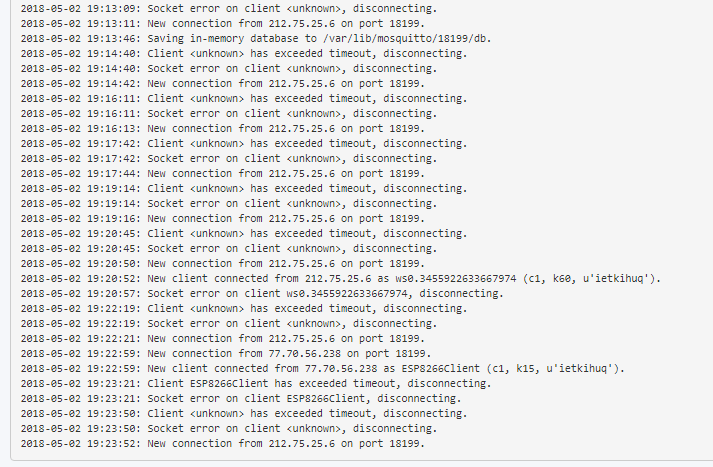 2018-05-02 19:13:09: Socket error on client <unknown>, disconnecting.
2018-05-02 19:13:11: New connection from 212.75.25.6 on port 18199.
2018-05-02 19:13:46: Saving in-memory database to /var/lib/mosquitto/18199/db.
2018-05-02 19:14:40: Client <unknown> has exceeded timeout, disconnecting.
2018-05-02 19:14:40: Socket error on client <unknown>, disconnecting.
2018-05-02 19:14:42: New connection from 212.75.25.6 on port 18199.
2018-05-02 19:16:11: Client <unknown> has exceeded timeout, disconnecting.
2018-05-02 19:16:11: Socket error on client <unknown>, disconnecting.
2018-05-02 19:16:13: New connection from 212.75.25.6 on port 18199.
2018-05-02 19:17:42: Client <unknown> has exceeded timeout, disconnecting.
2018-05-02 19:17:42: Socket error on client <unknown>, disconnecting.
2018-05-02 19:17:44: New connection from 212.75.25.6 on port 18199.
2018-05-02 19:19:14: Client <unknown> has exceeded timeout, disconnecting.
2018-05-02 19:19:14: Socket error on client <unknown>, disconnecting.
2018-05-02 19:19:16: New connection from 212.75.25.6 on port 18199.
2018-05-02 19:20:45: Client <unknown> has exceeded timeout, disconnecting.
2018-05-02 19:20:45: Socket error on client <unknown>, disconnecting.
2018-05-02 19:20:50: New connection from 212.75.25.6 on port 18199.
2018-05-02 19:20:52: New client connected from 212.75.25.6 as ws0.3455922633667974 (c1, k60, u'ietkihuq').
2018-05-02 19:20:57: Socket error on client ws0.3455922633667974, disconnecting.
2018-05-02 19:22:19: Client <unknown> has exceeded timeout, disconnecting.
2018-05-02 19:22:19: Socket error on client <unknown>, disconnecting.
2018-05-02 19:22:21: New connection from 212.75.25.6 on port 18199.
2018-05-02 19:22:59: New connection from 77.70.56.238 on port 18199.
2018-05-02 19:22:59: New client connected from 77.70.56.238 as ESP8266Client (c1, k15, u'ietkihuq').
2018-05-02 19:23:21: Client ESP8266Client has exceeded timeout, disconnecting.
2018-05-02 19:23:21: Socket error on client ESP8266Client, disconnecting.
2018-05-02 19:23:50: Client <unknown> has exceeded timeout, disconnecting.
2018-05-02 19:23:50: Socket error on client <unknown>, disconnecting.
2018-05-02 19:23:52: New connection from 212.75.25.6 on port 18199.